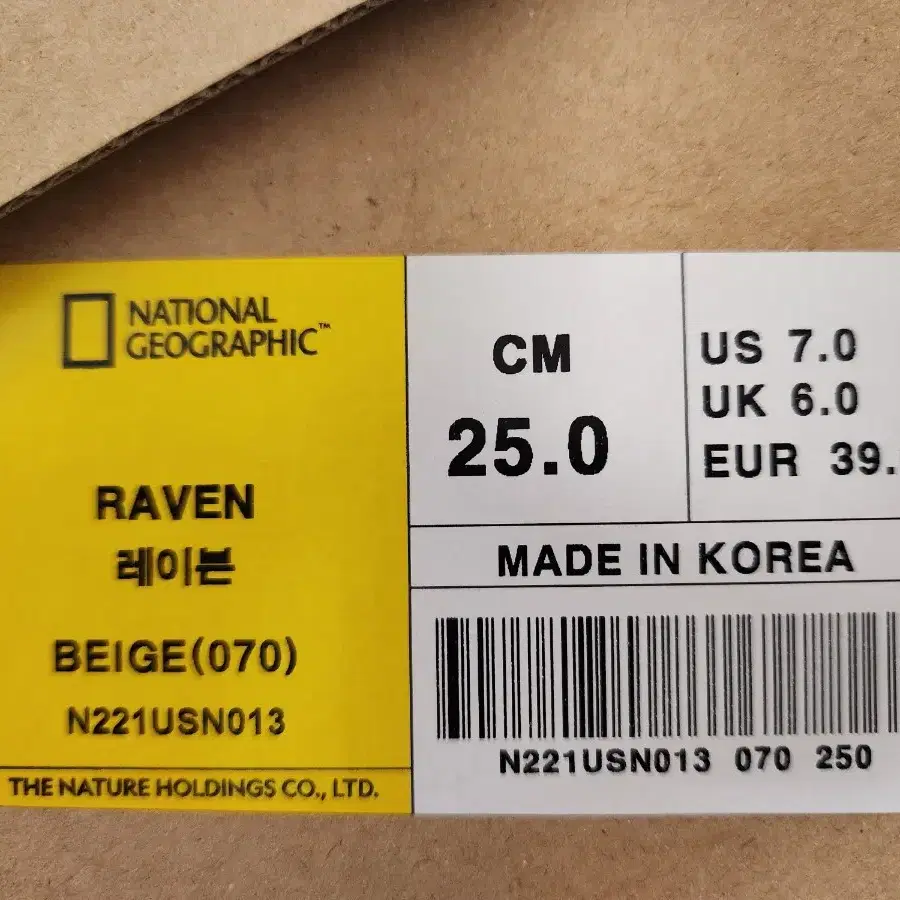 NATIONAL
GEOGRAPHIC™
RAVEN
레이븐
BEIGE(070)
N221USN013
THE NATURE HOLDINGS CO., LTD.
CM
25.0
US 7.0
UK 6.0
EUR 39.
MADE IN KOREA
N221USN013 070 250